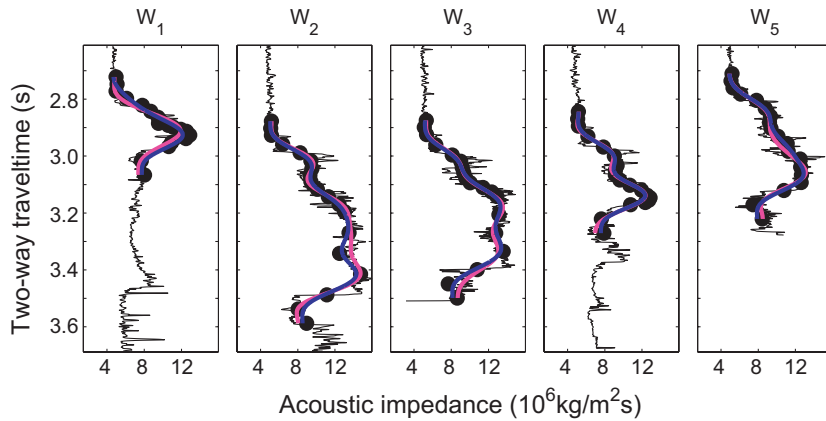 W₁ W₂ W₃ W₄ W₅
2.8
3.0
3.2
3.4
3.6
Two-way traveltime (s)
4 8 12 4 8 12 4 8 12 4 8 12 4 8 12
Acoustic impedance (10⁶kg/m²s)